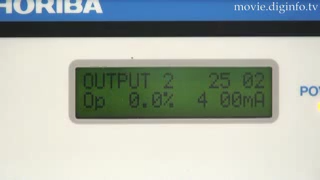 HORIBA
movie.diginfo.tv
OUTPUT 2 25 02
Op 0.0% 4 00mA
PO